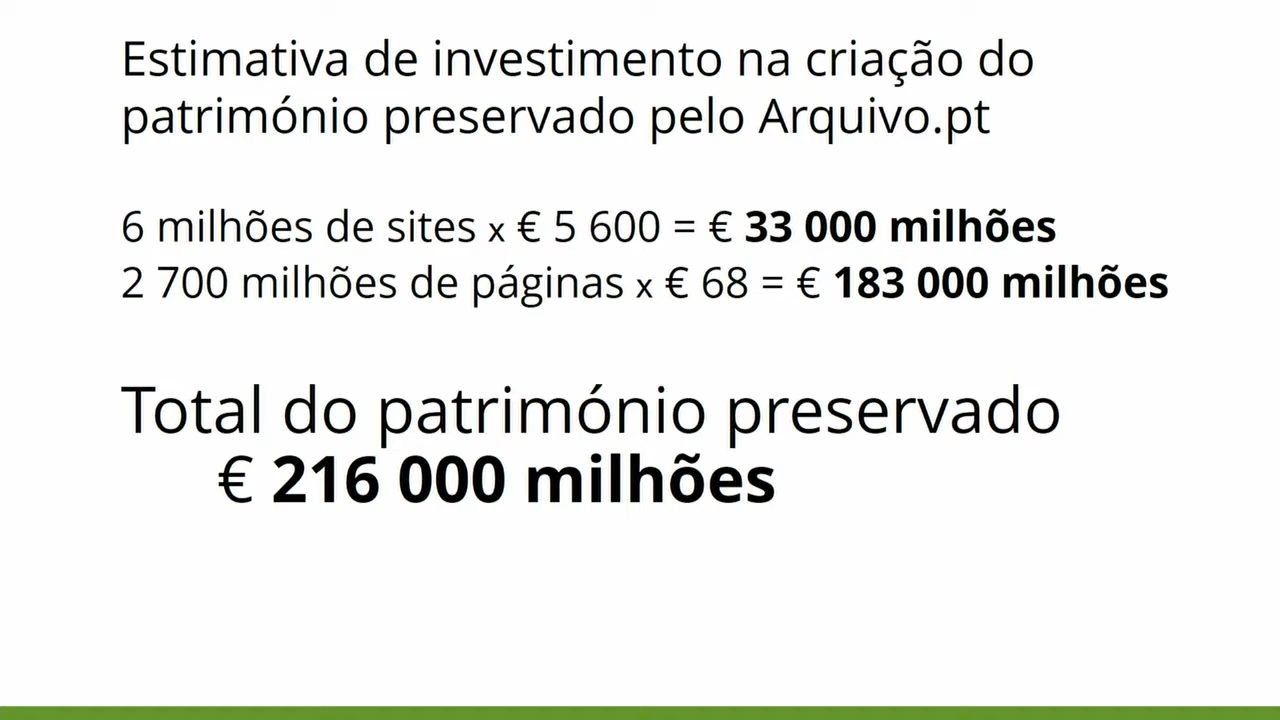 Estimativa de investimento na criação do
património preservado pelo Arquivo.pt
6 milhões de sites x € 5 600 = € 33 000 milhões
2 700 milhões de páginas x € 68 = € 183 000 milhões
Total do património preservado
€ 216 000 milhões